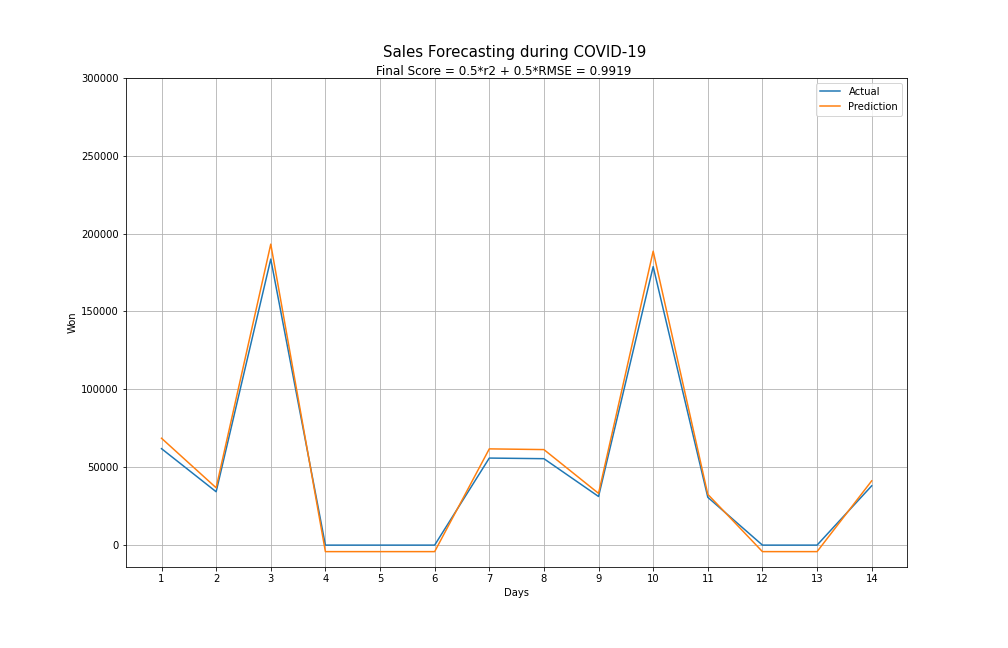 Sales Forecasting during COVID-19
Final Score = 0.5*r2 + 0.5*RMSE = 0.9919
Actual
Prediction
300000
250000
200000
150000
100000
50000
0
Won
1 2 3 4 5 6 7 8 9 10 11 12 13 14
Days